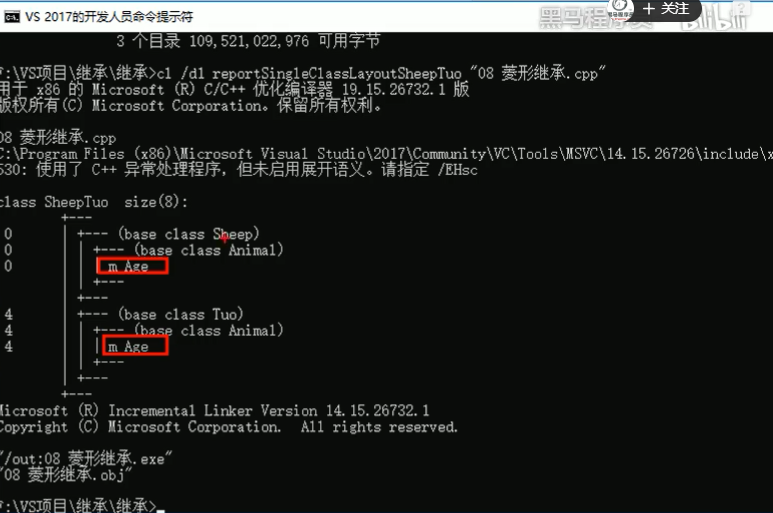 VS 2017的开发人员命令提示符
黑马程序员
+ 关注
bilibili
3 个目录 109,521,022,976 可用字节
:\VS项目\继承\继承>cl /d1 reportSingleClassLayoutSheepTuo "08 菱形继承.cpp"
用于 x86 的 Microsoft (R) C/C++ 优化编译器 19.15.26732.1 版
版权所有(C) Microsoft Corporation。保留所有权利。
08 菱形继承.cpp
C:\Program Files (x86)\Microsoft Visual Studio\2017\Community\VC\Tools\MSVC\14.15.26726\include\x
530: 使用了 C++ 异常处理程序，但未启用展开语义。请指定 /EHsc
class SheepTuo  size(8):
+---
0 | +--- (base class Sheep)
0 | | +--- (base class Animal)
0 | | | m_Age
| | +---
| +---
4 | +--- (base class Tuo)
4 | | +--- (base class Animal)
4 | | | m_Age
| | +---
| +---
+---
Microsoft (R) Incremental Linker Version 14.15.26732.1
Copyright (C) Microsoft Corporation.  All rights reserved.
"/out:08 菱形继承.exe"
"08 菱形继承.obj"
:\VS项目\继承\继承>